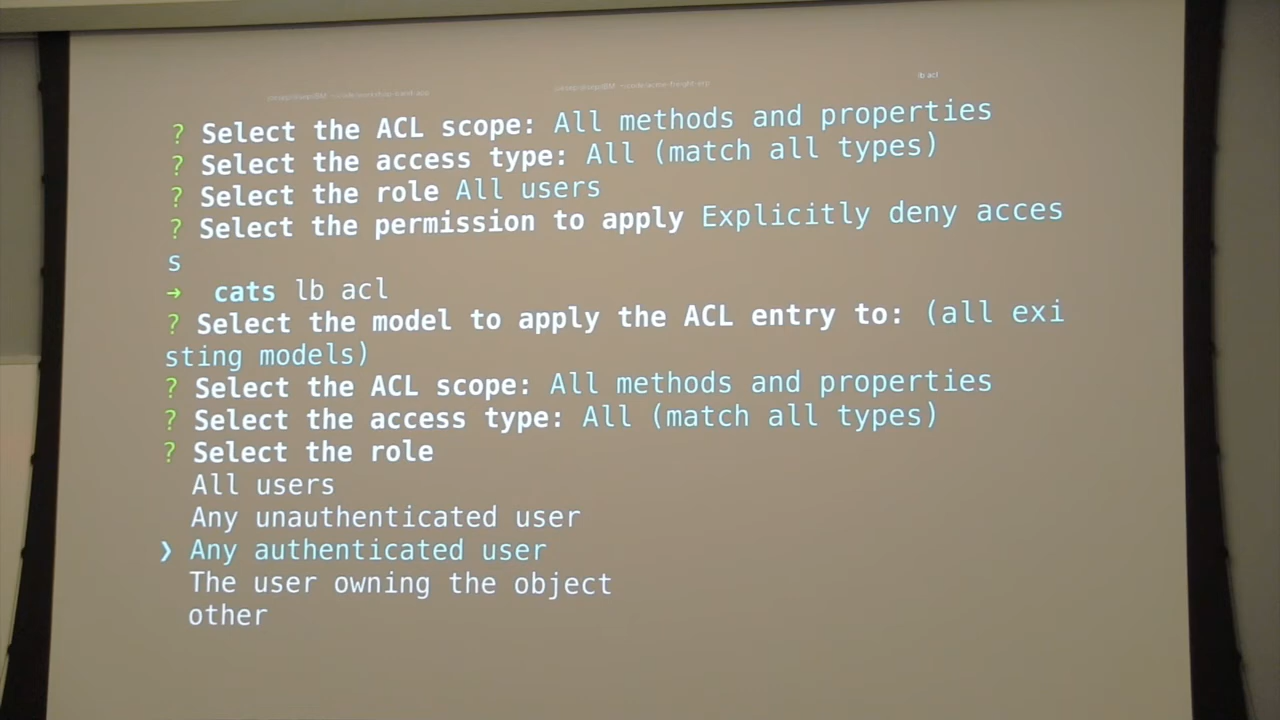 lb acl
? Select the ACL scope: All methods and properties
? Select the access type: All (match all types)
? Select the role All users
? Select the permission to apply Explicitly deny acces
s
→ cats lb acl
? Select the model to apply the ACL entry to: (all exi
sting models)
? Select the ACL scope: All methods and properties
? Select the access type: All (match all types)
? Select the role
All users
Any unauthenticated user
❯ Any authenticated user
The user owning the object
other